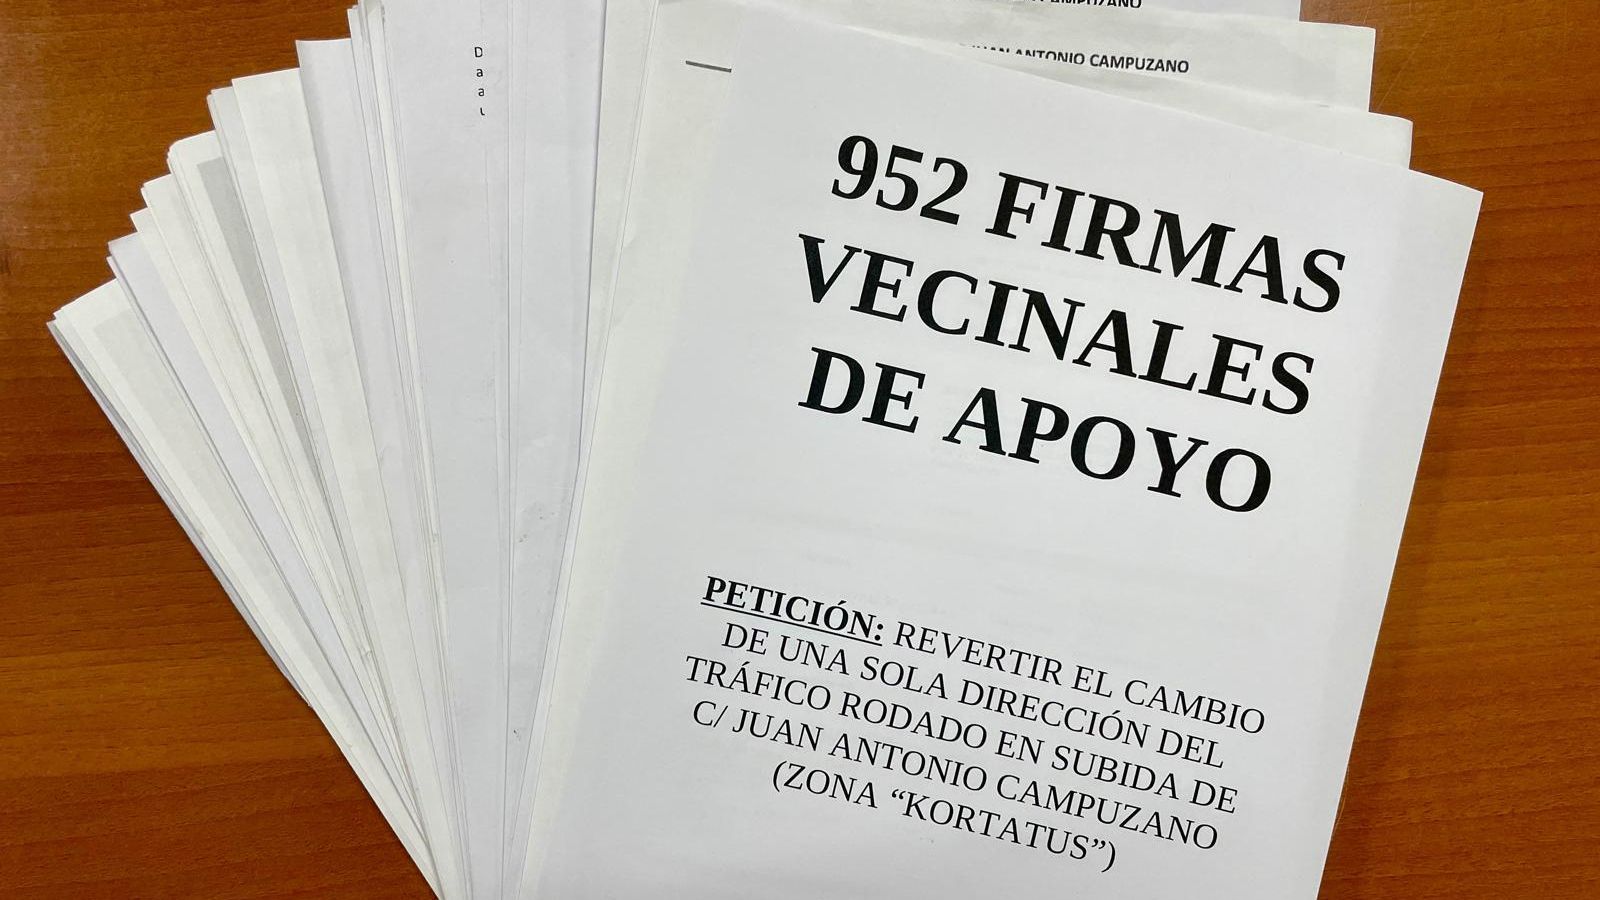 CAMPUZANO
JUAN ANTONIO CAMPUZANO
D
a
a
952 FIRMAS
VECINALES
DE APOYO
PETICIÓN: REVERTIR EL CAMBIO
DE UNA SOLA DIRECCIÓN DEL
TRÁFICO RODADO EN SUBIDA DE
C/ JUAN ANTONIO CAMPUZANO
(ZONA “KORTATUS”)